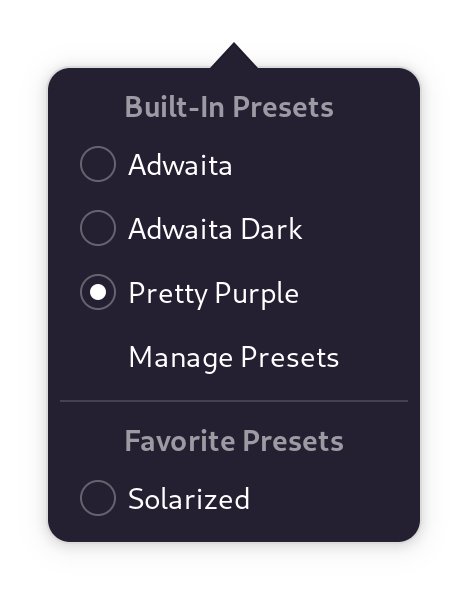 Built-In Presets
Adwaita
Adwaita Dark
Pretty Purple
Manage Presets
Favorite Presets
Solarized